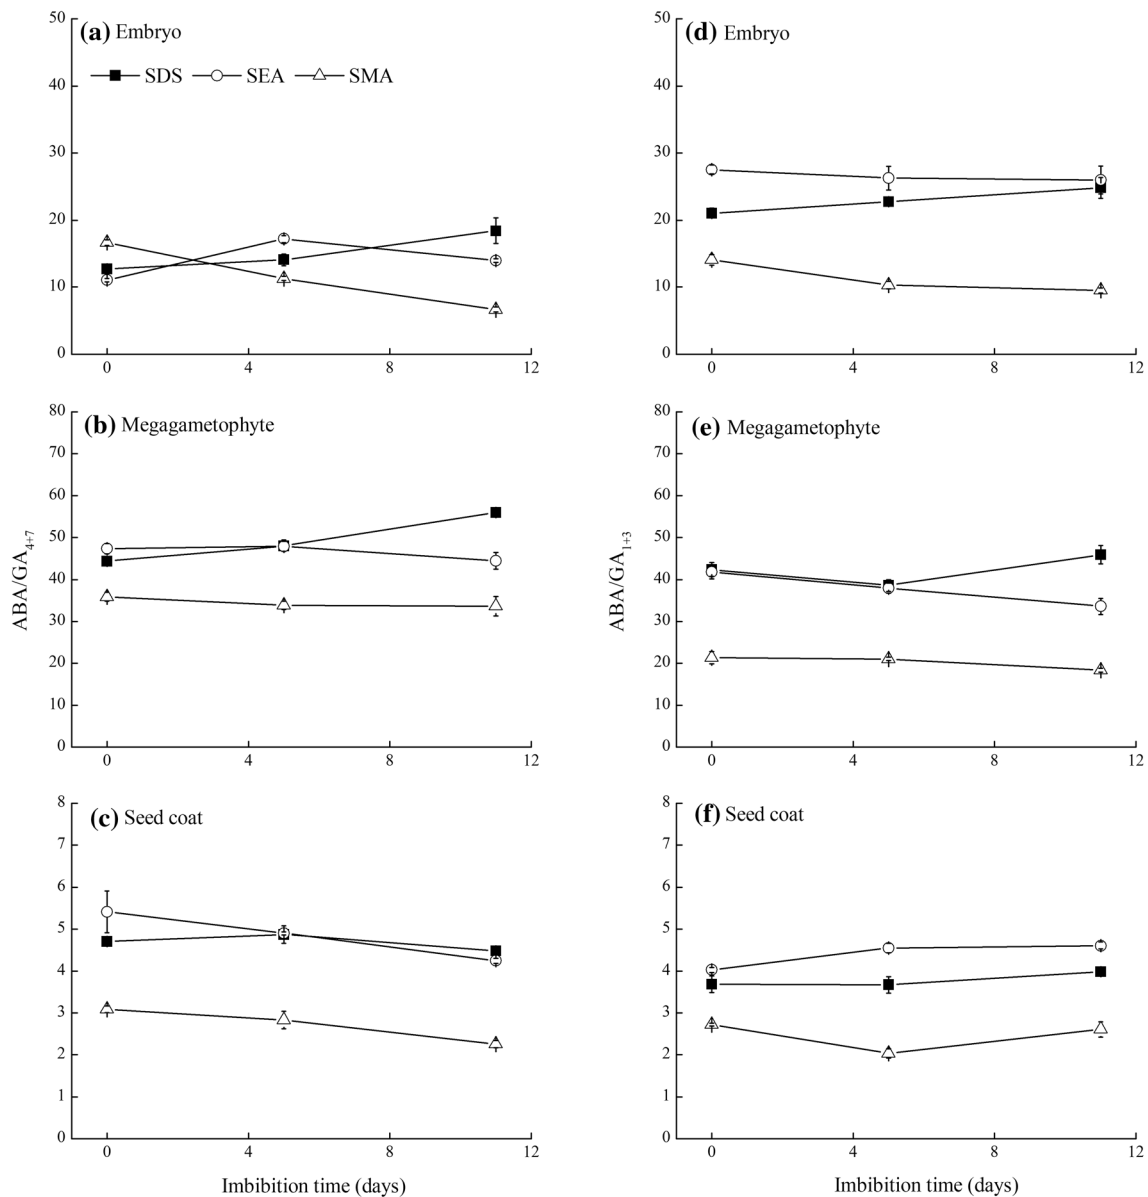 (a) Embryo
SDS SEA SMA
50
40
30
20
10
0
0 4 8 12
(d) Embryo
50
40
30
20
10
0
0 4 8 12
(b) Megagametophyte
80
70
60
50
40
30
20
10
0
0 4 8 12
ABA/GA4+7
(e) Megagametophyte
80
70
60
50
40
30
20
10
0
0 4 8 12
ABA/GA1+3
(c) Seed coat
8
7
6
5
4
3
2
1
0
0 4 8 12
Imbibition time (days)
(f) Seed coat
8
7
6
5
4
3
2
1
0
0 4 8 12
Imbibition time (days)